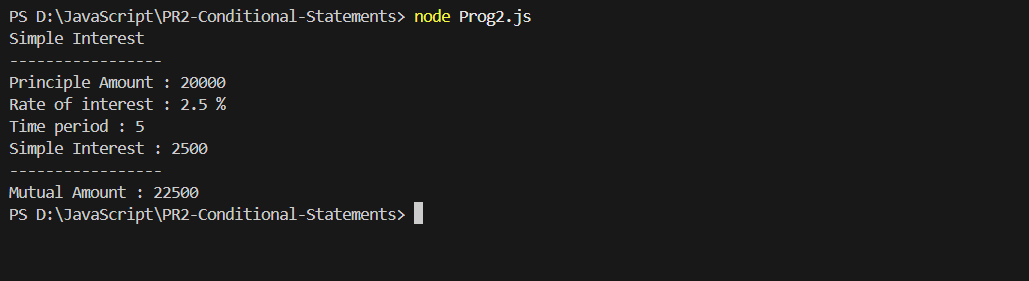 PS D:\JavaScript\PR2-Conditional-Statements> node Prog2.js
Simple Interest
-----------------
Principle Amount : 20000
Rate of interest : 2.5 %
Time period : 5
Simple Interest : 2500
-----------------
Mutual Amount : 22500
PS D:\JavaScript\PR2-Conditional-Statements>